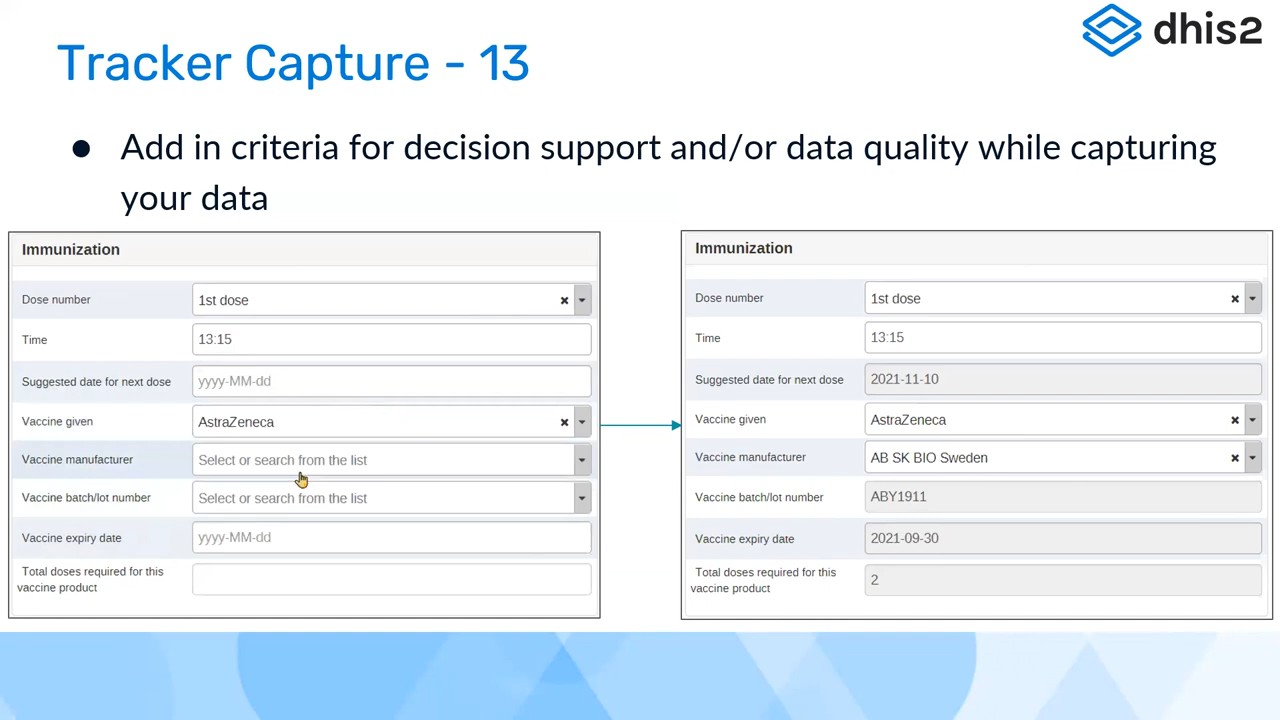 dhis2
Tracker Capture - 13
● Add in criteria for decision support and/or data quality while capturing
your data
Immunization
Dose number 1st dose
Time 13:15
Suggested date for next dose yyyy-MM-dd
Vaccine given AstraZeneca
Vaccine manufacturer Select or search from the list
Vaccine batch/lot number Select or search from the list
Vaccine expiry date yyyy-MM-dd
Total doses required for this
vaccine product
Immunization
Dose number 1st dose
Time 13:15
Suggested date for next dose 2021-11-10
Vaccine given AstraZeneca
Vaccine manufacturer AB SK BIO Sweden
Vaccine batch/lot number ABY1911
Vaccine expiry date 2021-09-30
Total doses required for this
vaccine product 2